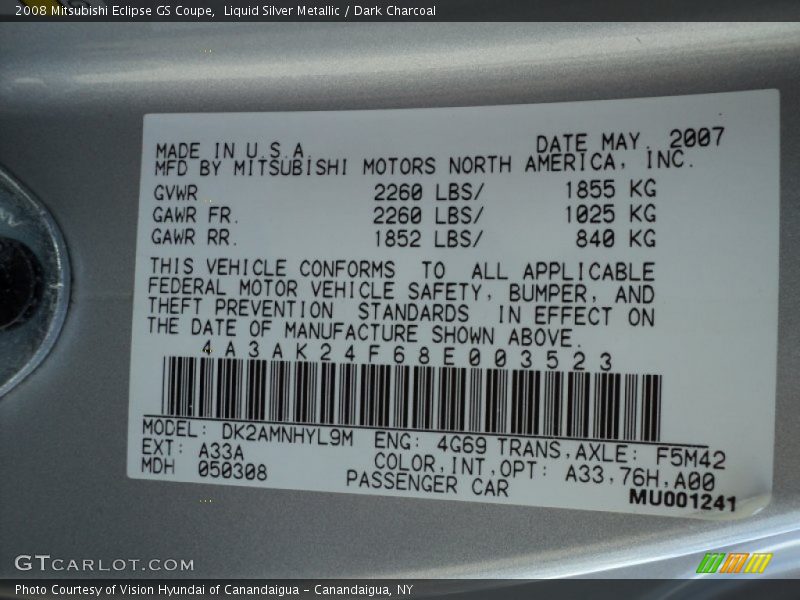 2008 Mitsubishi Eclipse GS Coupe,  Liquid Silver Metallic / Dark Charcoal
MADE IN U.S.A. DATE MAY. 2007
MFD BY MITSUBISHI MOTORS NORTH AMERICA, INC.
GVWR 2260 LBS/ 1855 KG
GAWR FR. 2260 LBS/ 1025 KG
GAWR RR. 1852 LBS/ 840 KG
THIS VEHICLE CONFORMS TO ALL APPLICABLE
FEDERAL MOTOR VEHICLE SAFETY, BUMPER, AND
THEFT PREVENTION STANDARDS IN EFFECT ON
THE DATE OF MANUFACTURE SHOWN ABOVE.
4A3AK24F68E003523
MODEL: DK2AMNHYL9M ENG: 4G69 TRANS,AXLE: F5M42
EXT: A33A COLOR,INT,OPT: A33,76H,A00
MDH 050308 PASSENGER CAR
MU001241
GTCARLOT.COM
Photo Courtesy of Vision Hyundai of Canandaigua - Canandaigua, NY